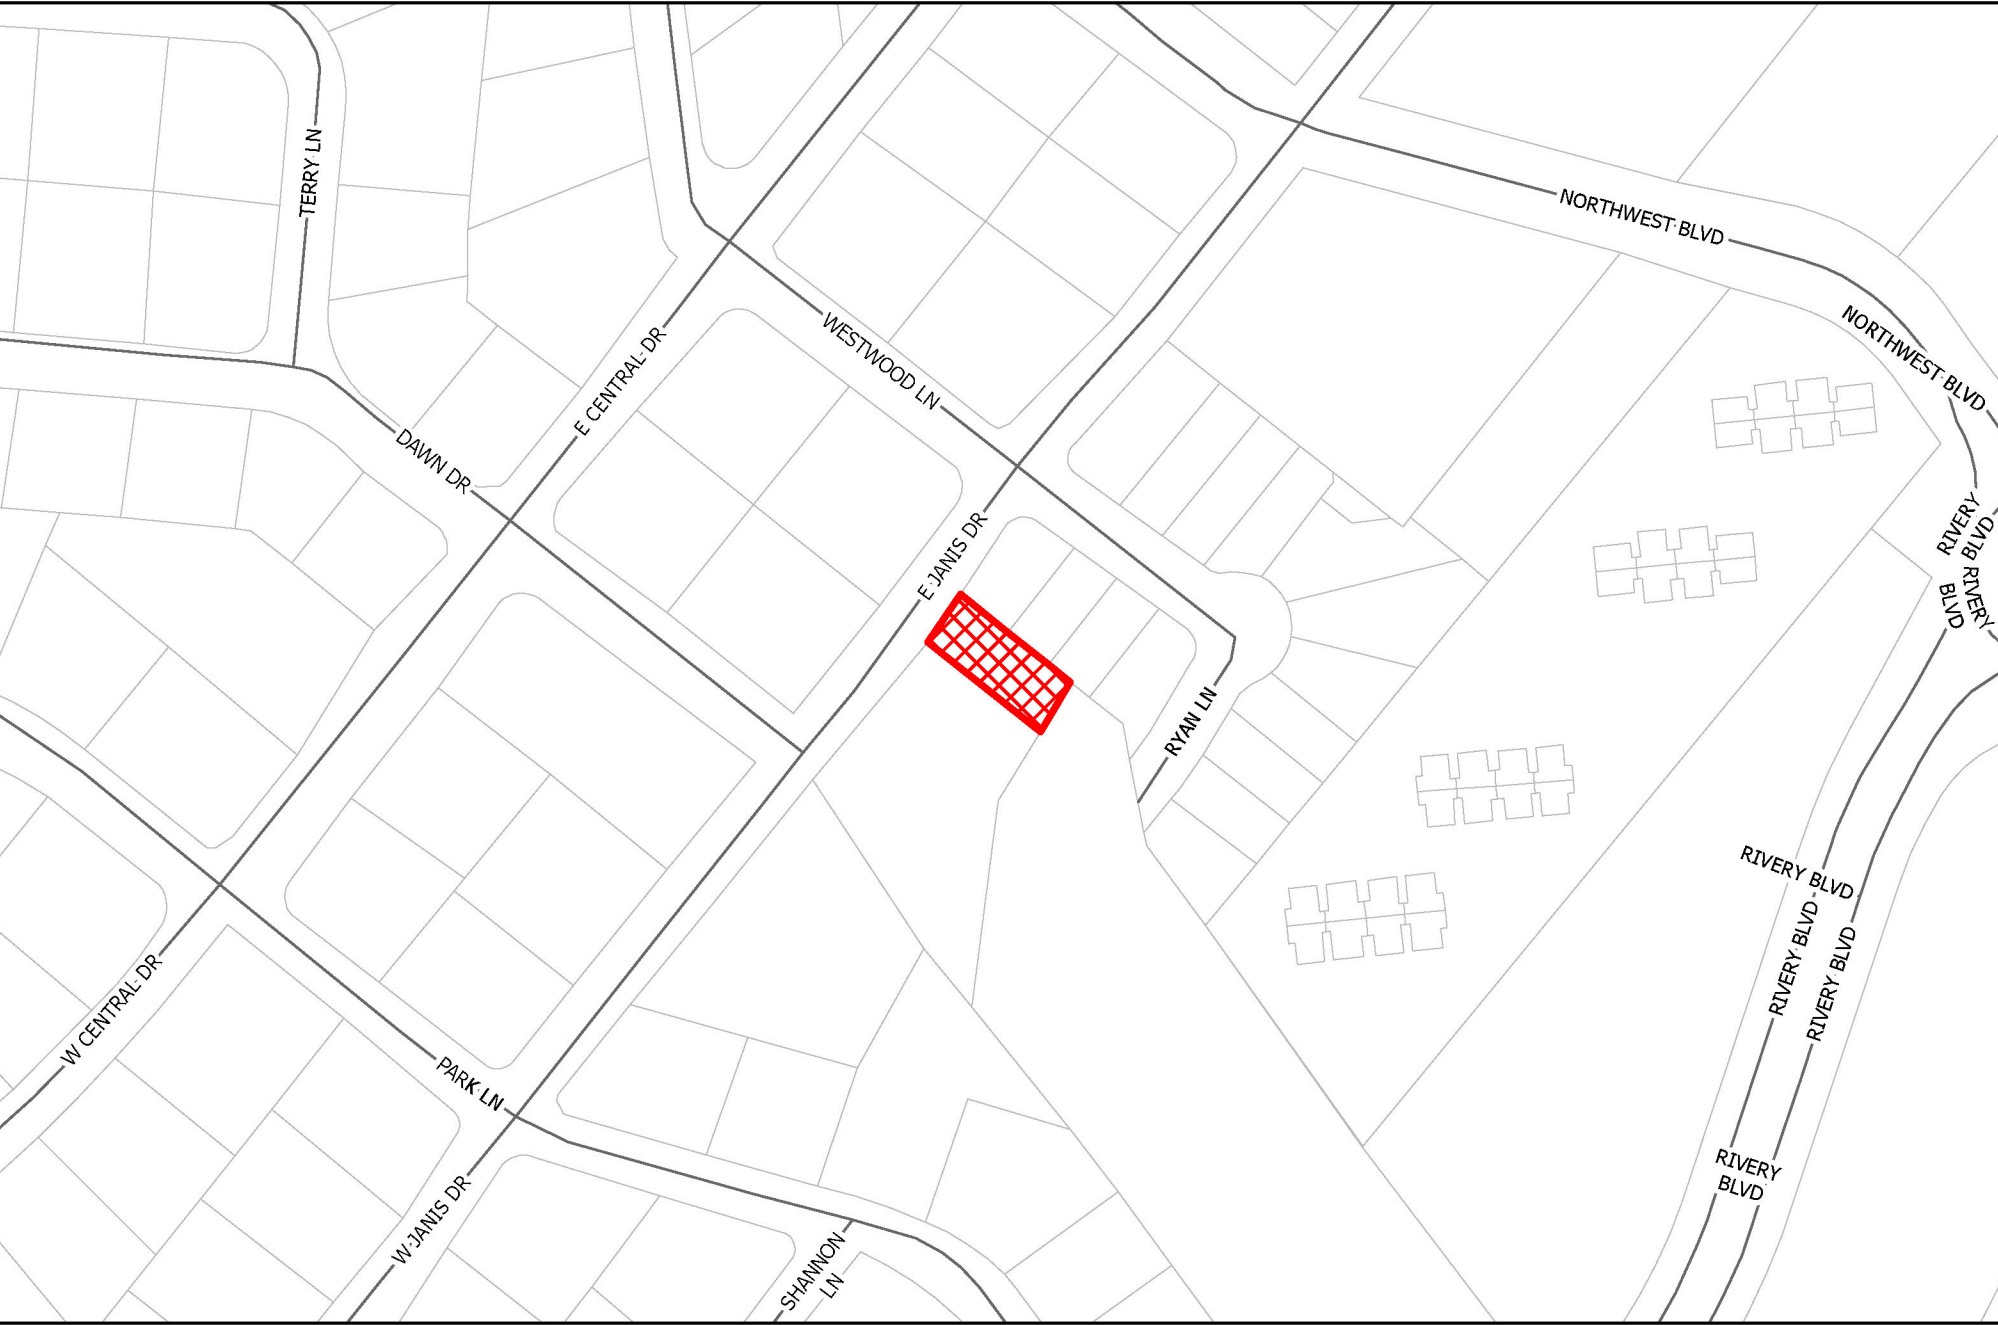 TERRY LN
NORTHWEST BLVD
NORTHWEST BLVD
E CENTRAL DR
WESTWOOD LN
DAWN DR
E JANIS DR
RIVERY
BLVD
RIVERY
BLVD
RYAN LN
RIVERY BLVD
RIVERY BLVD
RIVERY BLVD
W CENTRAL DR
PARK LN
RIVERY
BLVD
W JANIS DR
SHANNON
LN